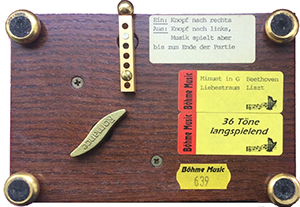 Ein: Knopf nach rechts
Aus: Knopf nach links,
Musik spielt aber
bis zum Ende der Partie
Böhme Music
Menuet in G Beethoven
Liebestraum Liszt
Böhme Music
36 Töne
langspielend
Romance
Böhme Music
639